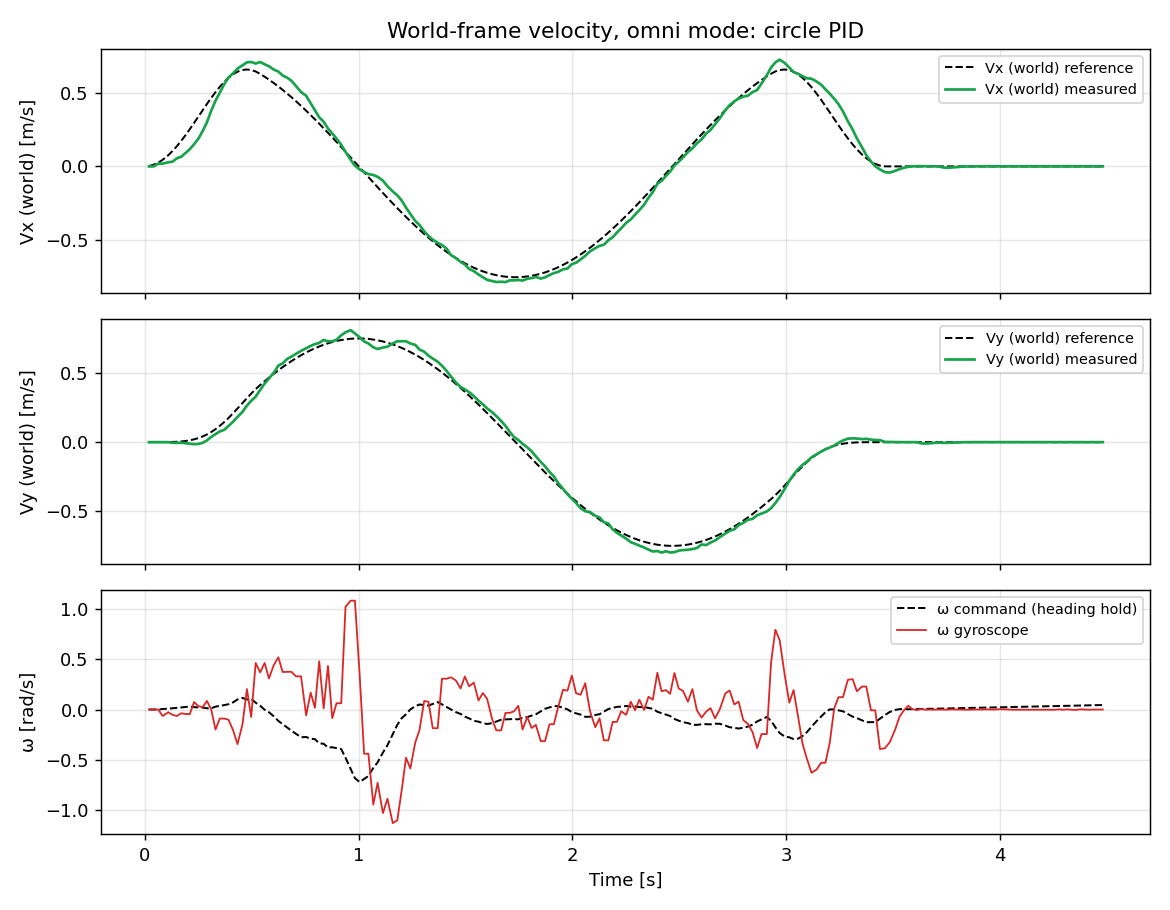 World-frame velocity, omni mode: circle PID
Vx (world) [m/s]
0.5
0.0
−0.5
Vx (world) reference
Vx (world) measured
Vy (world) [m/s]
0.5
0.0
−0.5
Vy (world) reference
Vy (world) measured
ω [rad/s]
1.0
0.5
0.0
−0.5
−1.0
ω command (heading hold)
ω gyroscope
0 1 2 3 4
Time [s]